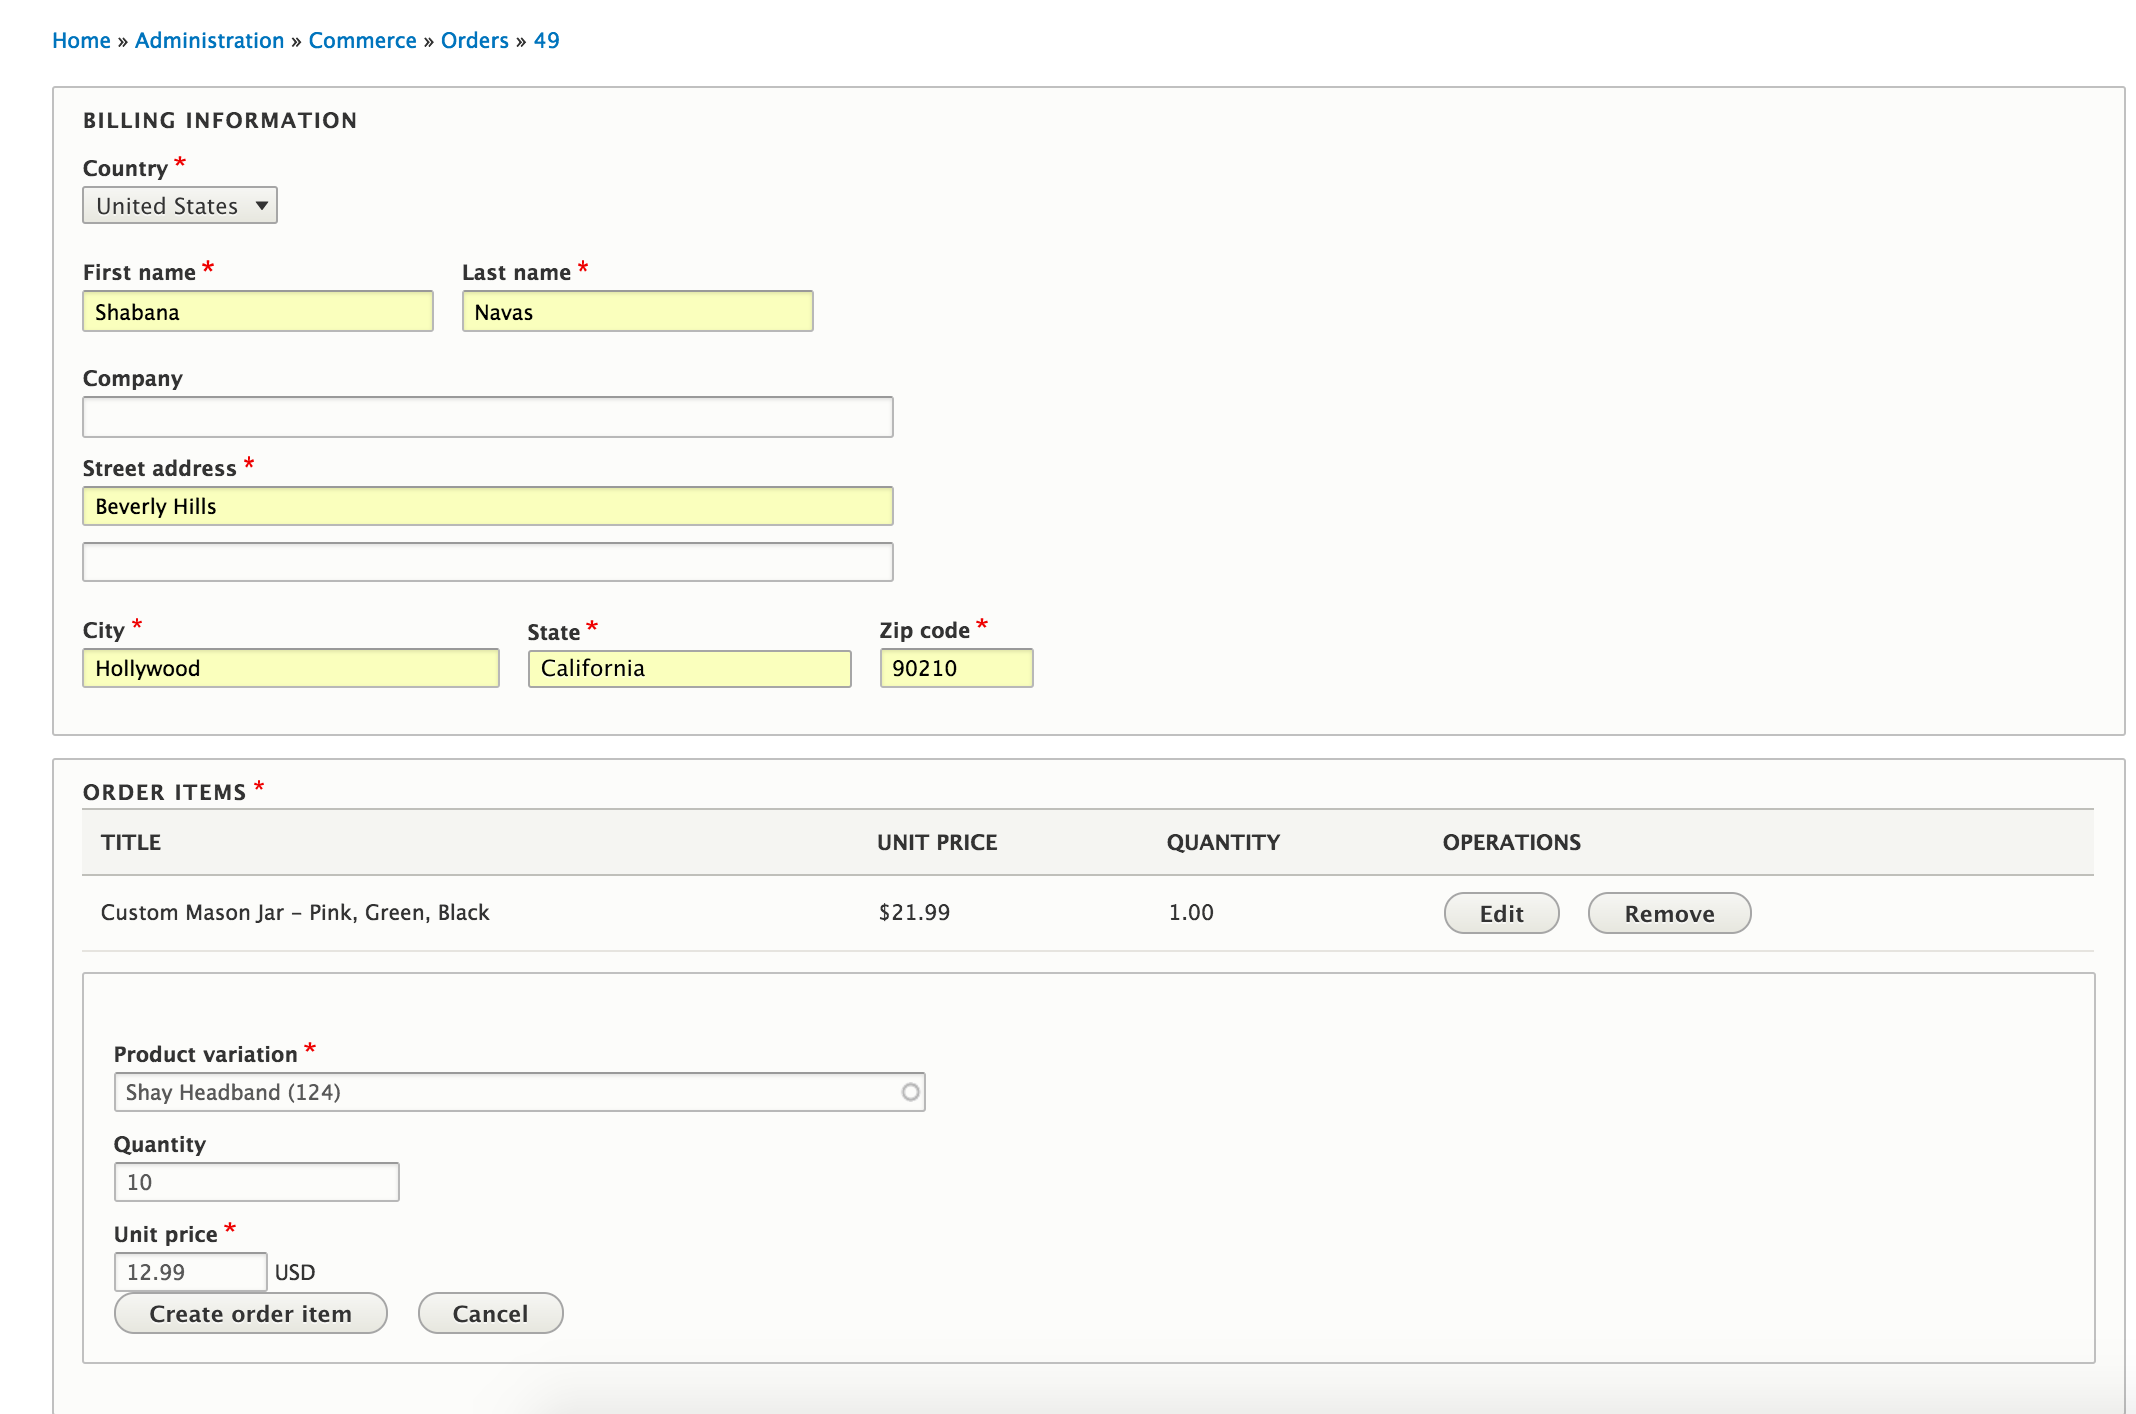 Home » Administration » Commerce » Orders » 49
BILLING INFORMATION
Country *
United States
First name * Last name *
Shabana Navas
Company
Street address *
Beverly Hills
City * State * Zip code *
Hollywood California 90210
ORDER ITEMS *
TITLE UNIT PRICE QUANTITY OPERATIONS
Custom Mason Jar – Pink, Green, Black $21.99 1.00 Edit Remove
Product variation *
Shay Headband (124)
Quantity
10
Unit price *
12.99 USD
Create order item Cancel